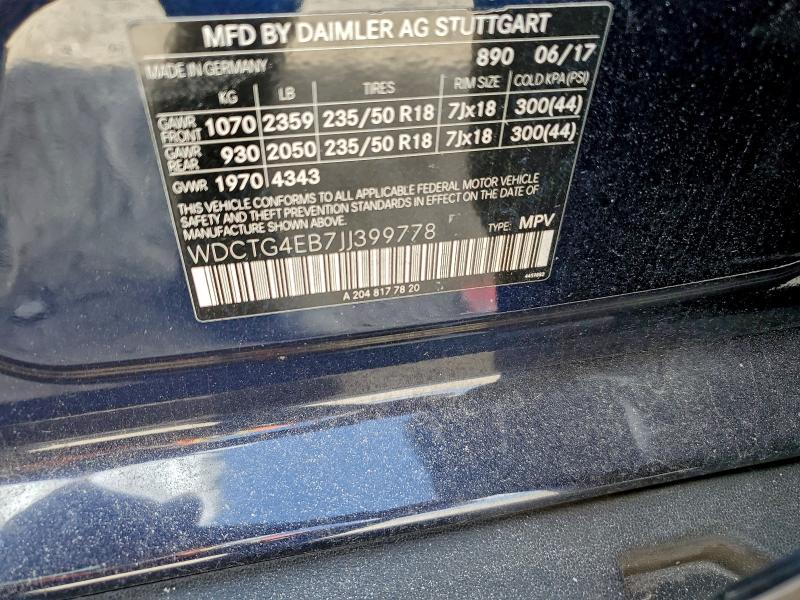 MFD BY DAIMLER AG STUTTGART
MADE IN GERMANY 890 06/17
KG LB TIRES RIM SIZE COLD KPA(PSI)
GAWR FRONT 1070 2359 235/50 R18 7Jx18 300(44)
GAWR REAR 930 2050 235/50 R18 7Jx18 300(44)
GVWR 1970 4343
THIS VEHICLE CONFORMS TO ALL APPLICABLE FEDERAL MOTOR VEHICLE
SAFETY AND THEFT PREVENTION STANDARDS IN EFFECT ON THE DATE OF
MANUFACTURE SHOWN ABOVE.
WDCTG4EB7JJ399778 TYPE: MPV
A 204 817 78 20